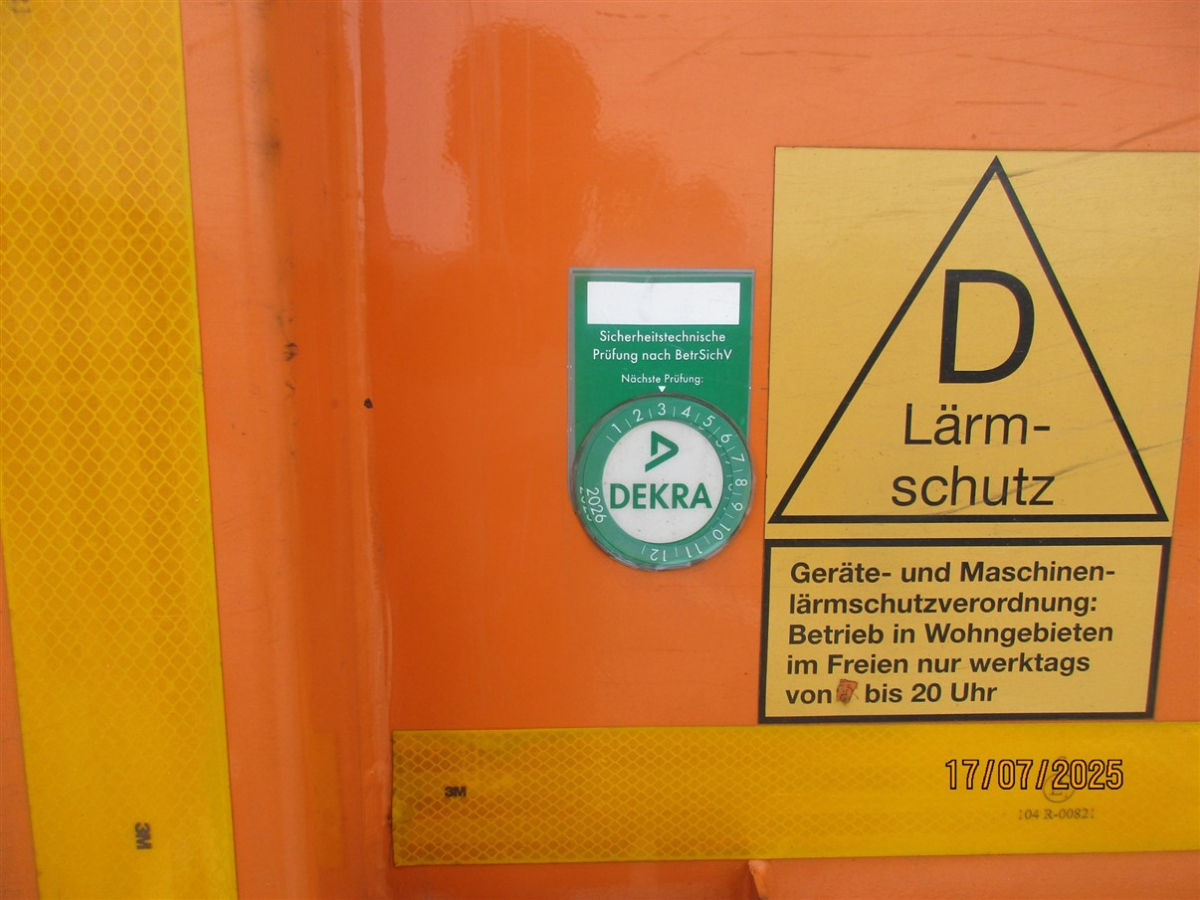 Sicherheitstechnische
Prüfung nach BetrSichV
Nächste Prüfung:
1 2 3 4 5 6 7 8 9 10 11 12
2026
DEKRA
D
Lärm-
schutz
Geräte- und Maschinen-
lärmschutzverordnung:
Betrieb in Wohngebieten
im Freien nur werktags
von bis 20 Uhr
3M
3M
17/07/2025
104 R-00821